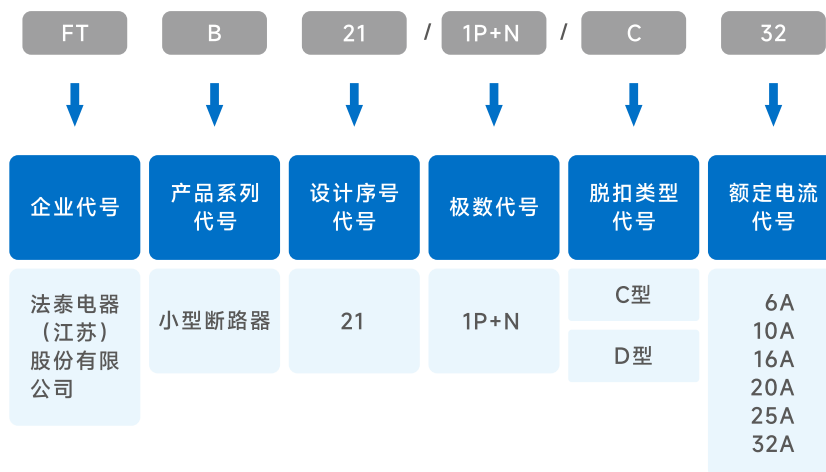 FT B 21 / 1P+N / C 32
企业代号
产品系列
代号
设计序号
代号
极数代号
脱扣类型
代号
额定电流
代号
法泰电器
（江苏）
股份有限
公司
小型断路器
21
1P+N
C型
D型
6A
10A
16A
20A
25A
32A